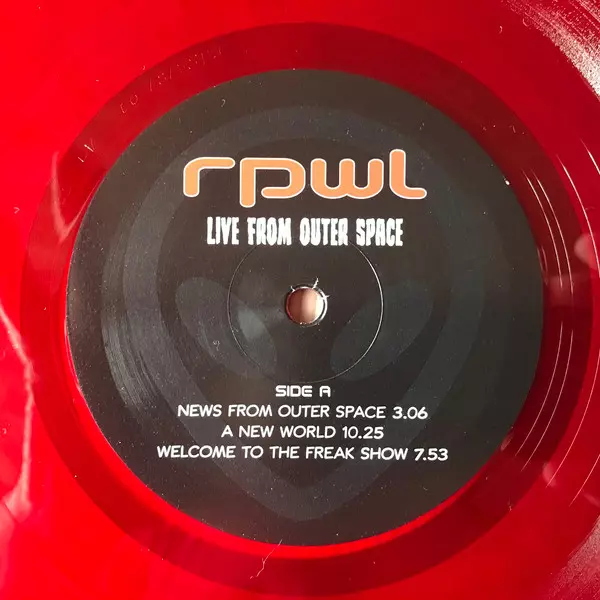 rpwl
LIVE FROM OUTER SPACE
SIDE A
NEWS FROM OUTER SPACE 3.06
A NEW WORLD 10.25
WELCOME TO THE FREAK SHOW 7.53